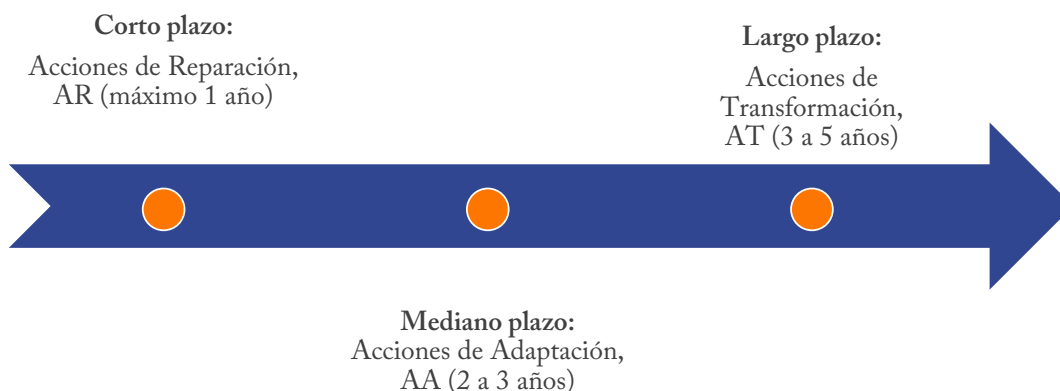 Corto plazo:
Acciones de Reparación,
AR (máximo 1 año)
Largo plazo:
Acciones de
Transformación,
AT (3 a 5 años)
Mediano plazo:
Acciones de Adaptación,
AA (2 a 3 años)